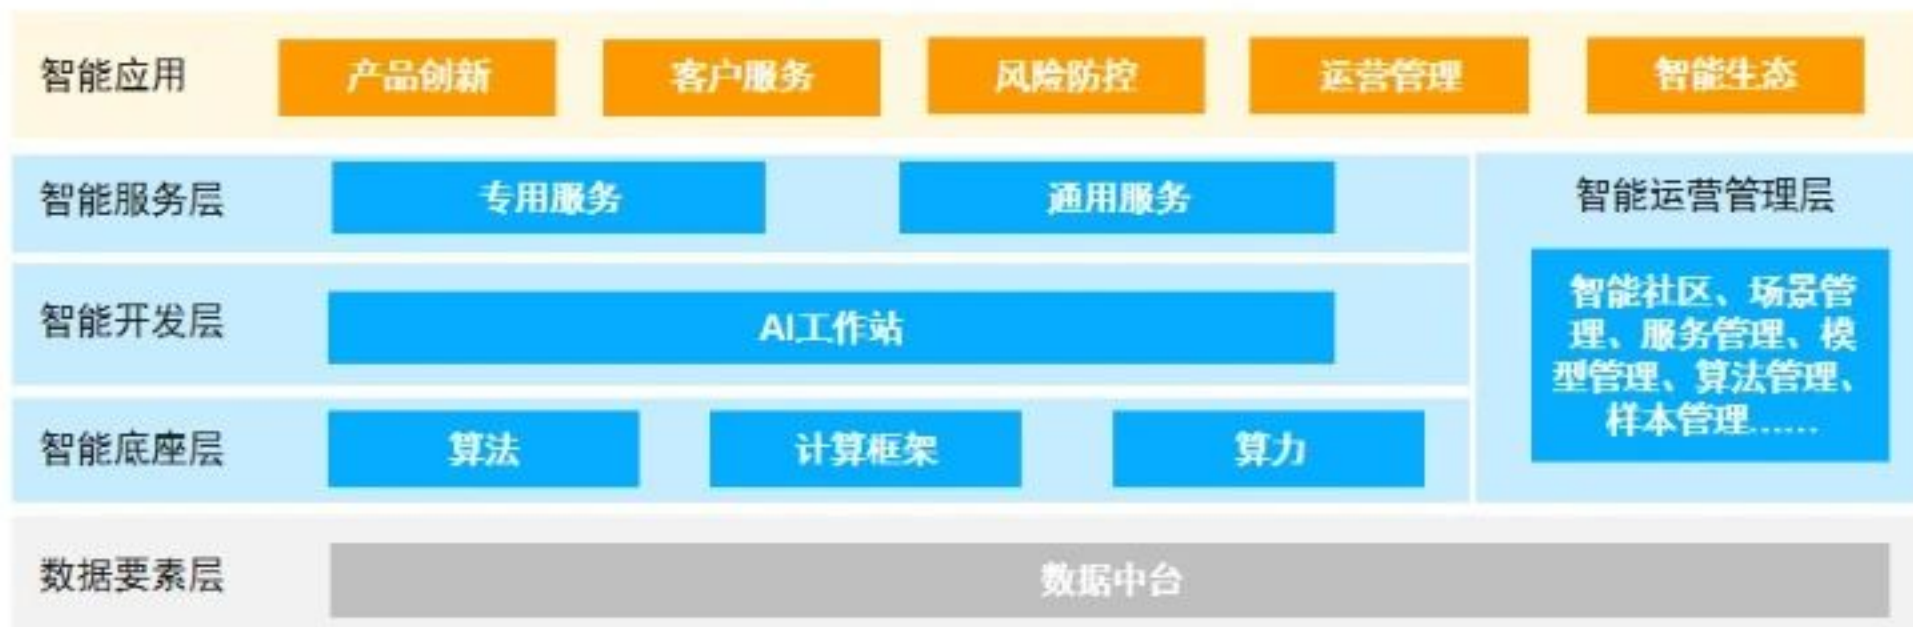 智能应用
产品创新
客户服务
风险防控
运营管理
智能生态
智能服务层
专用服务
通用服务
智能开发层
AI工作站
智能底座层
算法
计算框架
算力
智能运营管理层
智能社区、场景管
理、服务管理、模
型管理、算法管理、
样本管理......
数据要素层
数据中台